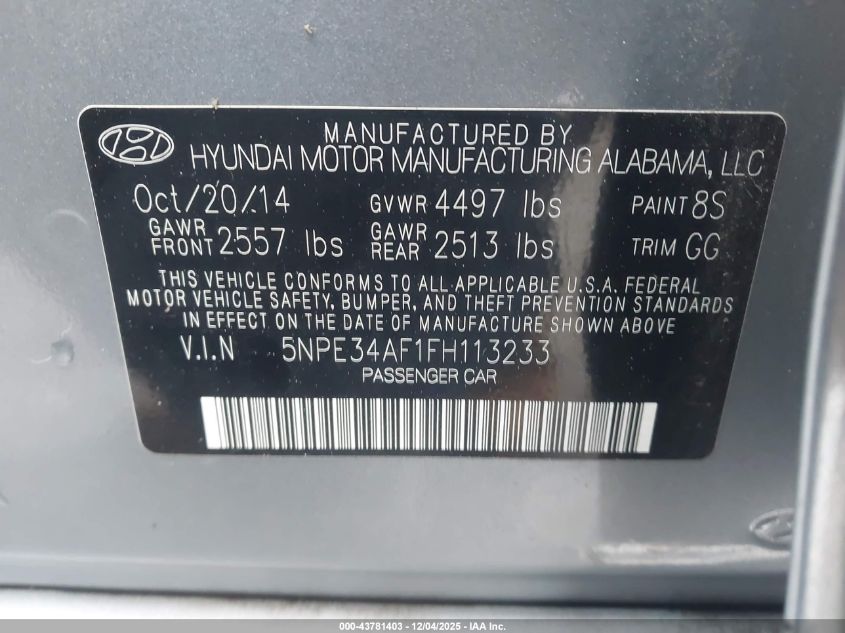 MANUFACTURED BY
HYUNDAI MOTOR MANUFACTURING ALABAMA, LLC
Oct/20/14 GVWR 4497 lbs PAINT 8S
GAWR FRONT 2557 lbs GAWR REAR 2513 lbs TRIM GG
THIS VEHICLE CONFORMS TO ALL APPLICABLE U.S.A. FEDERAL
MOTOR VEHICLE SAFETY, BUMPER, AND THEFT PREVENTION STANDARDS
IN EFFECT ON THE DATE OF MANUFACTURE SHOWN ABOVE
V.I.N 5NPE34AF1FH113233
PASSENGER CAR
000-43781403 - 12/04/2025 - IAA Inc.